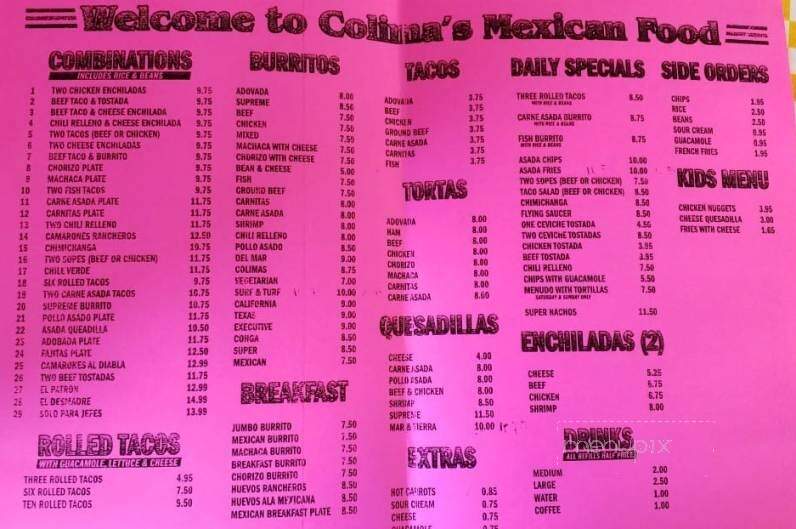 Welcome to Colima's Mexican Food
COMBINATIONS
INCLUDES RICE & BEANS
1 TWO CHICKEN ENCHILADAS 9.75
2 BEEF TACO & TOSTADA 9.75
3 BEEF TACO & CHEESE ENCHILADA 9.75
4 CHILI RELLENO & CHEESE ENCHILADA 9.75
5 TWO TACOS (BEEF OR CHICKEN) 9.75
6 TWO CHEESE ENCHILADAS 9.75
7 BEEF TACO & BURRITO 9.75
8 CHORIZO PLATE 9.75
9 MACHACA PLATE 9.75
10 TWO FISH TACOS 9.75
11 CARNE ASADA PLATE 11.75
12 CARNITAS PLATE 11.75
13 TWO CHILI RELLENO 11.75
14 CAMARONES RANCHEROS 12.50
15 CHIMICHANGA 10.75
16 TWO SOPES (BEEF OR CHICKEN) 11.75
17 CHILE VERDE 11.75
18 SIX ROLLED TACOS 9.75
19 TWO CARNE ASADA TACOS 10.75
20 SUPREME BURRITO 10.75
21 POLLO ASADO PLATE 11.75
22 ASADA QUEADILLA 10.50
23 ADOBADA PLATE 11.75
24 FAJITAS PLATE 12.50
25 CAMARONES AL DIABLA 12.99
26 TWO BEEF TOSTADAS 11.75
27 EL PATRON 12.99
28 EL DESMADRE 14.99
29 SOLO PARA JEFES 13.99
ROLLED TACOS
WITH GUACAMOLE, LETTUCE & CHEESE
THREE ROLLED TACOS 4.95
SIX ROLLED TACOS 7.50
TEN ROLLED TACOS 9.50
BURRITOS
ADOVADA 8.00
SUPREME 8.50
BEEF 7.50
CHICKEN 7.50
MIXED 7.50
MACHACA WITH CHEESE 7.50
CHORIZO WITH CHEESE 7.50
BEAN & CHEESE 5.00
FISH 7.50
GROUND BEEF 7.50
CARNITAS 8.00
CARNE ASADA 8.00
SHRIMP 8.00
CHILI RELLENO 8.00
POLLO ASADO 8.50
DEL MAR 9.00
COLIMAS 8.75
VEGETARIAN 7.00
SURF & TURF 10.00
CALIFORNIA 9.00
TEXAS 9.00
EXECUTIVE 9.00
CONGA 8.50
SUPER 8.50
MEXICAN 7.50
BREAKFAST
JUMBO BURRITO 7.50
MEXICAN BURRITO 7.50
MACHACA BURRITO 7.50
BREAKFAST BURRITO 7.50
CHORIZO BURRITO 7.50
HUEVOS RANCHEROS 8.50
HUEVOS ALA MEXICANA 8.50
MEXICAN BREAKFAST PLATE 8.50
TACOS
ADOVADA 3.75
BEEF 3.75
CHICKEN 3.75
GROUND BEEF 3.75
CARNE ASADA 3.75
CARNITAS 3.75
FISH 3.75
TORTAS
ADOVADA 8.00
HAM 8.00
BEEF 8.00
CHICKEN 8.00
CHORIZO 8.00
MACHACA 8.00
CARNITAS 8.00
CARNE ASADA 8.00
QUESADILLAS
CHEESE 4.00
CARNE ASADA 8.00
POLLO ASADA 8.00
BEEF & CHICKEN 8.00
SHRIMP 8.50
SUPREME 11.50
MAR & TIERRA 10.00
EXTRAS
HOT CARROTS 0.85
SOUR CREAM 0.75
CHEESE 0.75
GUACAMOLE 0.75
DAILY SPECIALS
THREE ROLLED TACOS 8.50
WITH RICE & BEANS
CARNE ASADA BURRITO 8.75
WITH RICE & BEANS
FISH BURRITO 8.75
WITH RICE & BEANS
ASADA CHIPS 10.00
ASADA FRIES 10.00
TWO SOPES (BEEF OR CHICKEN) 7.50
TACO SALAD (BEEF OR CHICKEN) 8.50
CHIMICHANGA 8.50
FLYING SAUCER 8.50
ONE CEVICHE TOSTADA 4.50
TWO CEVICHE TOSTADAS 8.50
CHICKEN TOSTADA 3.95
BEEF TOSTADA 3.95
CHILI RELLENO 7.50
CHIPS WITH GUACAMOLE 5.50
MENUDO WITH TORTILLAS 7.50
SATURDAY & SUNDAY ONLY
SUPER NACHOS 11.50
ENCHILADAS (2)
CHEESE 5.25
BEEF 6.75
CHICKEN 6.75
SHRIMP 8.00
DRINKS
ALL REFILLS HALF PRICE
MEDIUM 2.00
LARGE 2.50
WATER 1.00
COFFEE 1.00
SIDE ORDERS
CHIPS 1.95
RICE 2.50
BEANS 2.50
SOUR CREAM 0.95
GUACAMOLE 0.95
FRENCH FRIES 1.95
KIDS MENU
CHICKEN NUGGETS 3.95
CHEESE QUESADILLA 3.00
FRIES WITH CHEESE 1.65
menupix